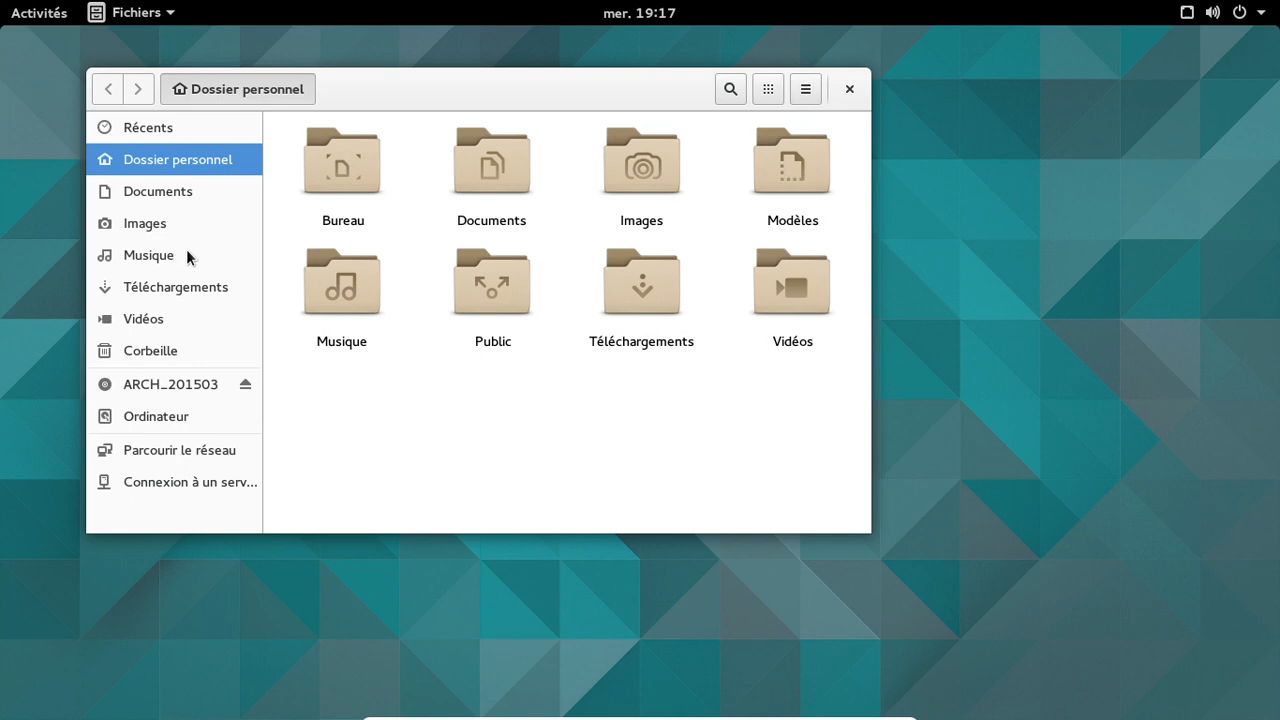 Activités Fichiers mer. 19:17
Dossier personnel
Récents
Dossier personnel
Documents
Images
Musique
Téléchargements
Vidéos
Corbeille
ARCH_201503
Ordinateur
Parcourir le réseau
Connexion à un serv...
Bureau Documents Images Modèles
Musique Public Téléchargements Vidéos